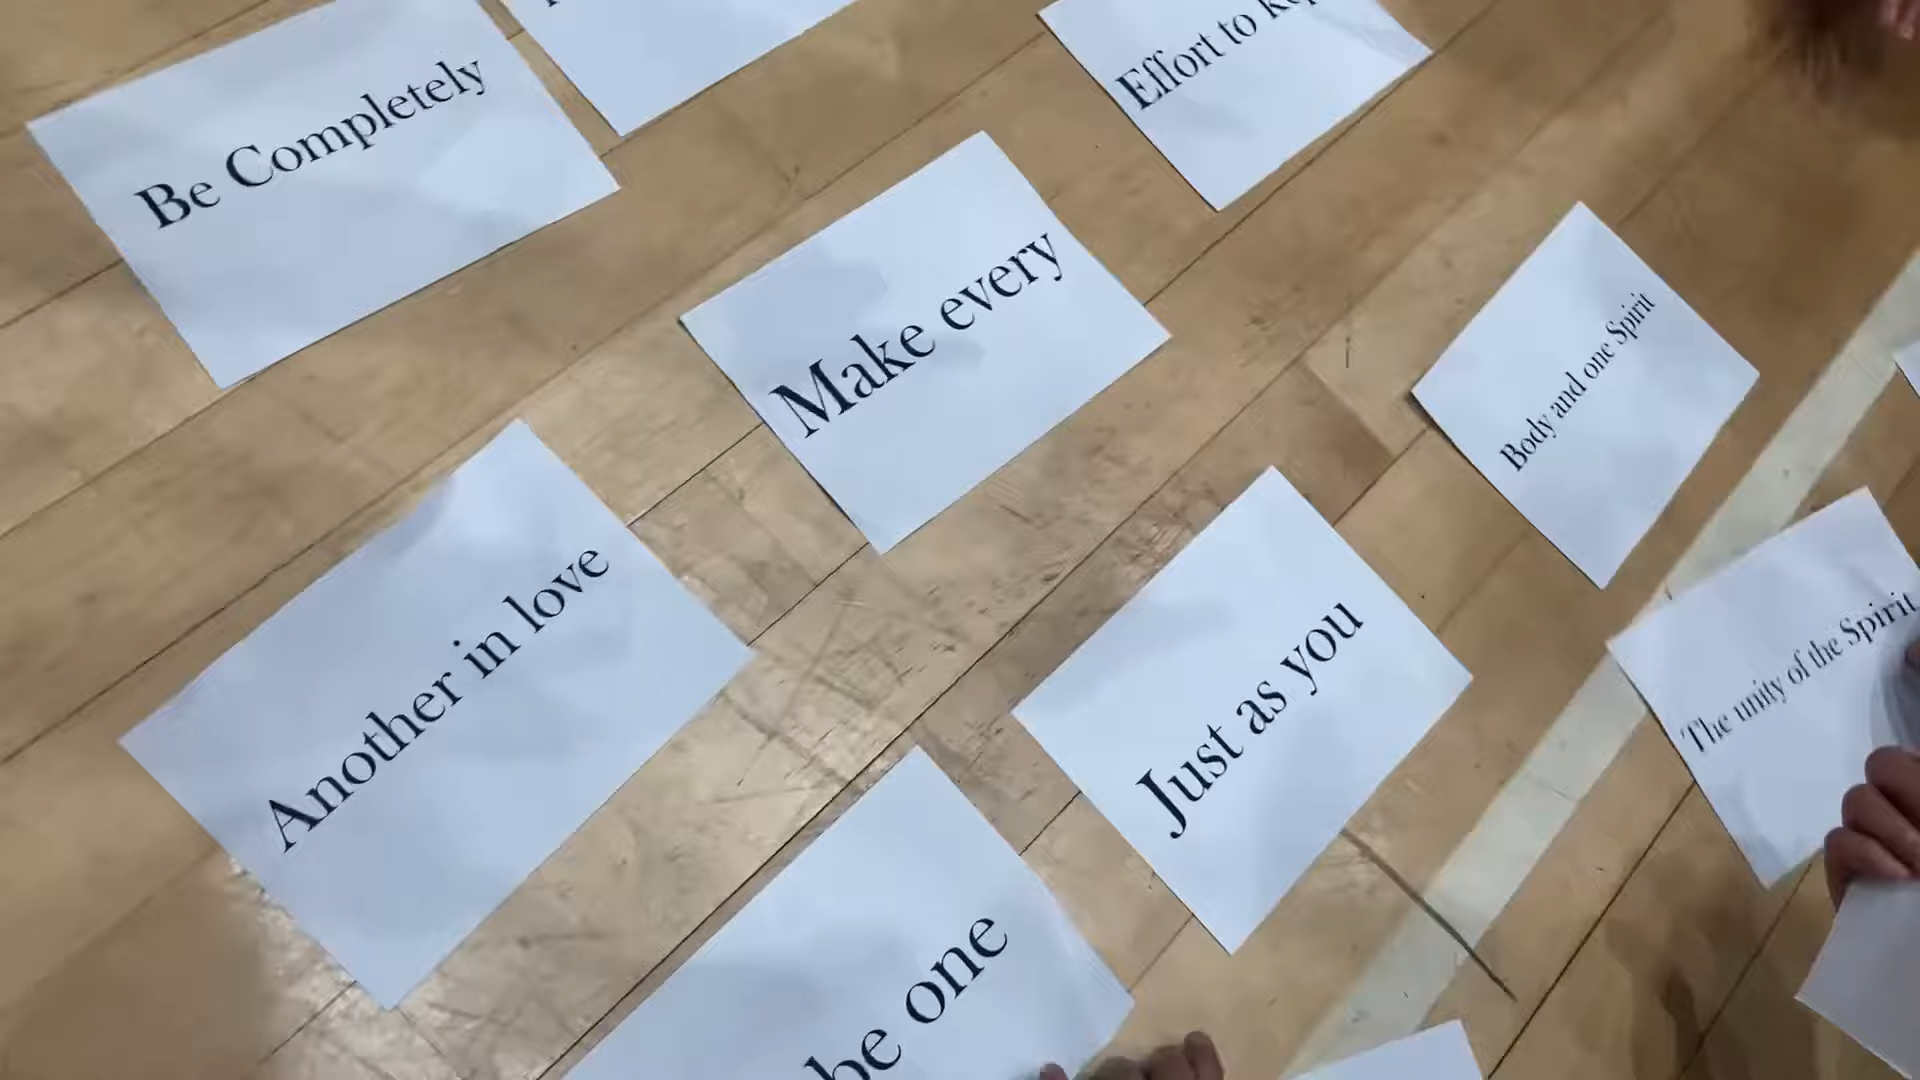 Be Completely
Effort to
Make every
Body and one Spirit
Another in love
Just as you
The unity of the Spirit
be one